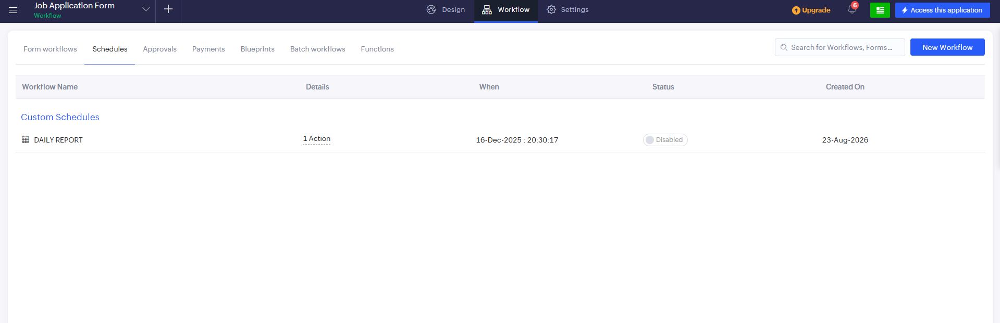 Job Application Form
Workflow
Design
Workflow
Settings
Upgrade
6
Access this application
Form workflows
Schedules
Approvals
Payments
Blueprints
Batch workflows
Functions
Search for Workflows, Forms...
New Workflow
Workflow Name
Details
When
Status
Created On
Custom Schedules
DAILY REPORT
1 Action
16-Dec-2025 : 20:30:17
Disabled
23-Aug-2026